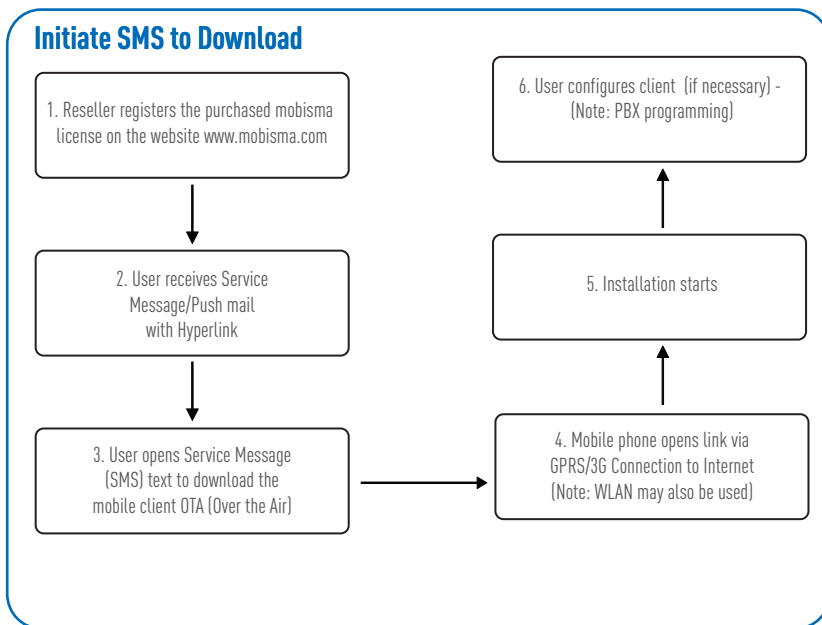 Initiate SMS to Download
1. Reseller registers the purchased mobisma
license on the website www.mobisma.com
2. User receives Service
Message/Push mail
with Hyperlink
3. User opens Service Message
(SMS) text to download the
mobile client OTA (Over the Air)
4. Mobile phone opens link via
GPRS/3G Connection to Internet
(Note: WLAN may also be used)
5. Installation starts
6. User configures client (if necessary) -
(Note: PBX programming)